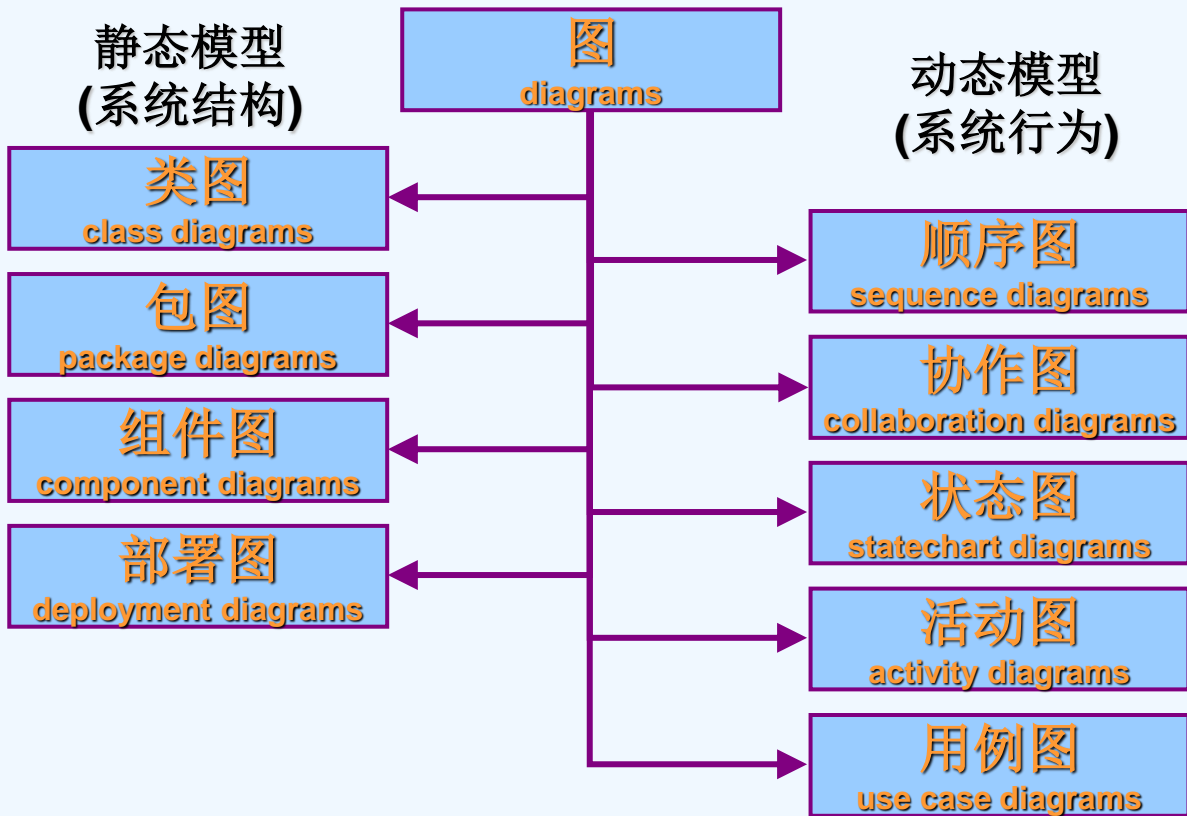 静态模型
(系统结构)
图
diagrams
动态模型
(系统行为)
类图
class diagrams
包图
package diagrams
组件图
component diagrams
部署图
deployment diagrams
顺序图
sequence diagrams
协作图
collaboration diagrams
状态图
statechart diagrams
活动图
activity diagrams
用例图
use case diagrams